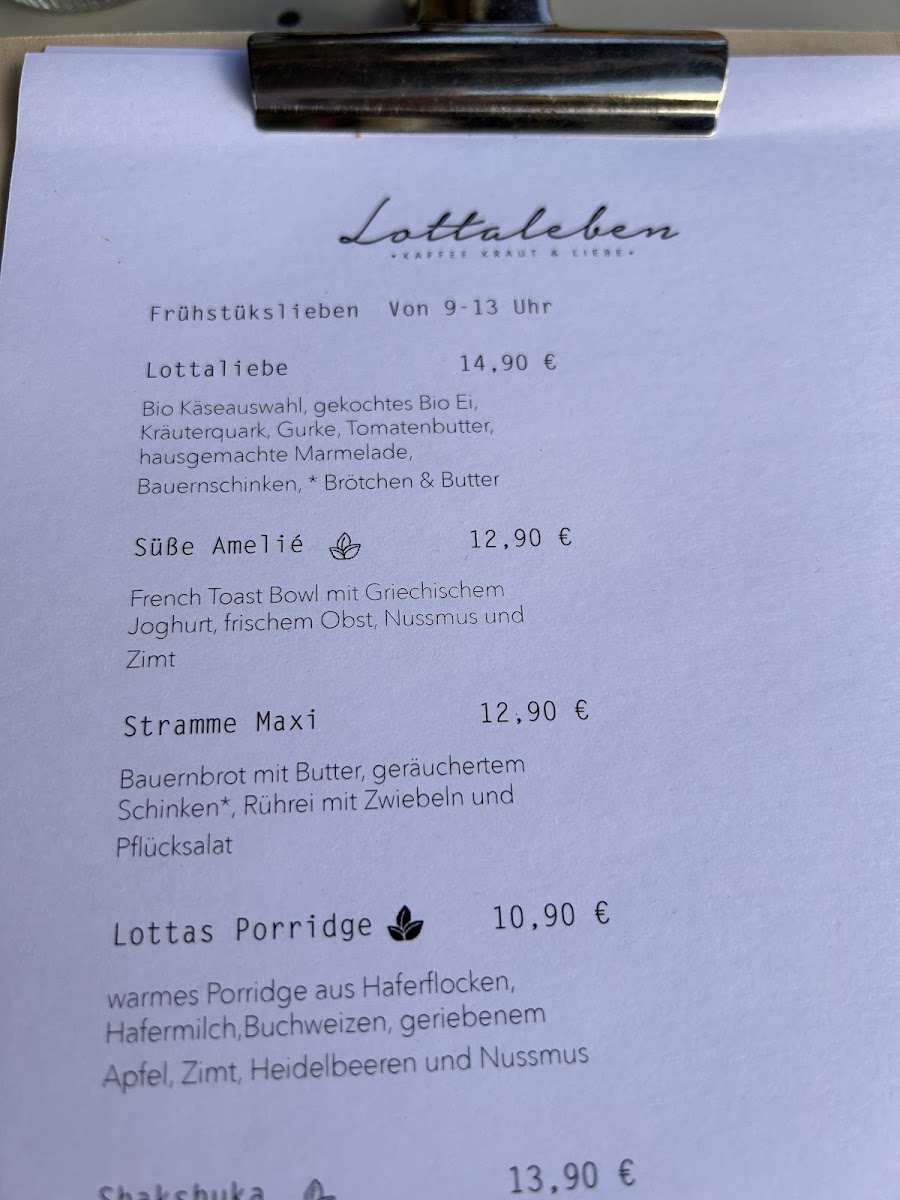 Lottaleben
•KAFFEE KRAUT & LIEBE•
Frühstükslieben Von 9-13 Uhr
Lottaliebe 14,90 €
Bio Käseauswahl, gekochtes Bio Ei,
Kräuterquark, Gurke, Tomatenbutter,
hausgemachte Marmelade,
Bauernschinken, * Brötchen & Butter
Süße Amelié 12,90 €
French Toast Bowl mit Griechischem
Joghurt, frischem Obst, Nussmus und
Zimt
Stramme Maxi 12,90 €
Bauernbrot mit Butter, geräuchertem
Schinken*, Rührei mit Zwiebeln und
Pflücksalat
Lottas Porridge 10,90 €
warmes Porridge aus Haferflocken,
Hafermilch,Buchweizen, geriebenem
Apfel, Zimt, Heidelbeeren und Nussmus
Shakshuka 13,90 €